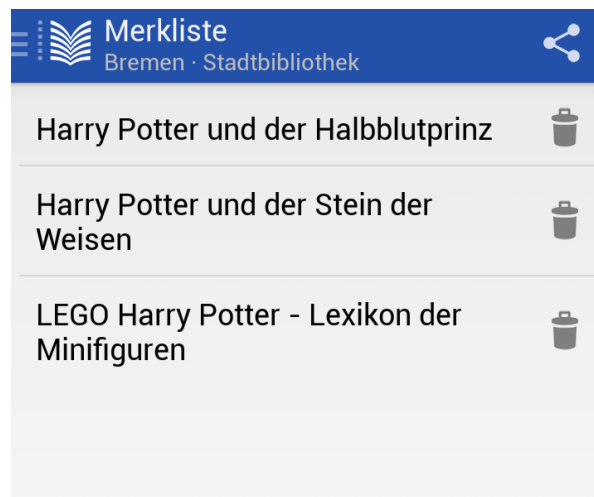 Merkliste
Bremen · Stadtbibliothek
Harry Potter und der Halbblutprinz
Harry Potter und der Stein der
Weisen
LEGO Harry Potter - Lexikon der
Minifiguren